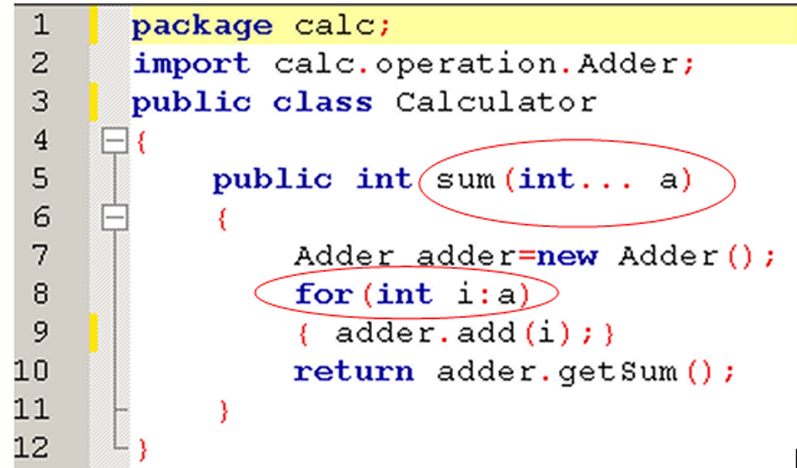 1 package calc;
2 import calc.operation.Adder;
3 public class Calculator
4 {
5 public int sum(int... a)
6 {
7 Adder adder=new Adder();
8 for(int i:a)
9 { adder.add(i);}
10 return adder.getSum();
11 }
12 }